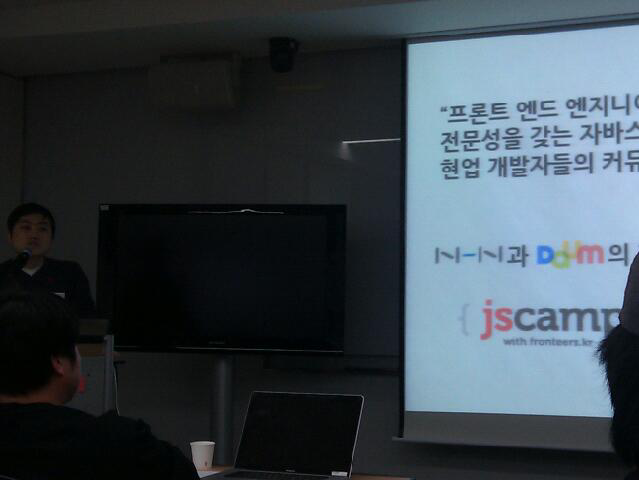 “프론트 엔드 엔지니어
전문성을 갖는 자바스
현업 개발자들의 커뮤
N-N과 Daum의
{ jscamp
with fronteers.kr